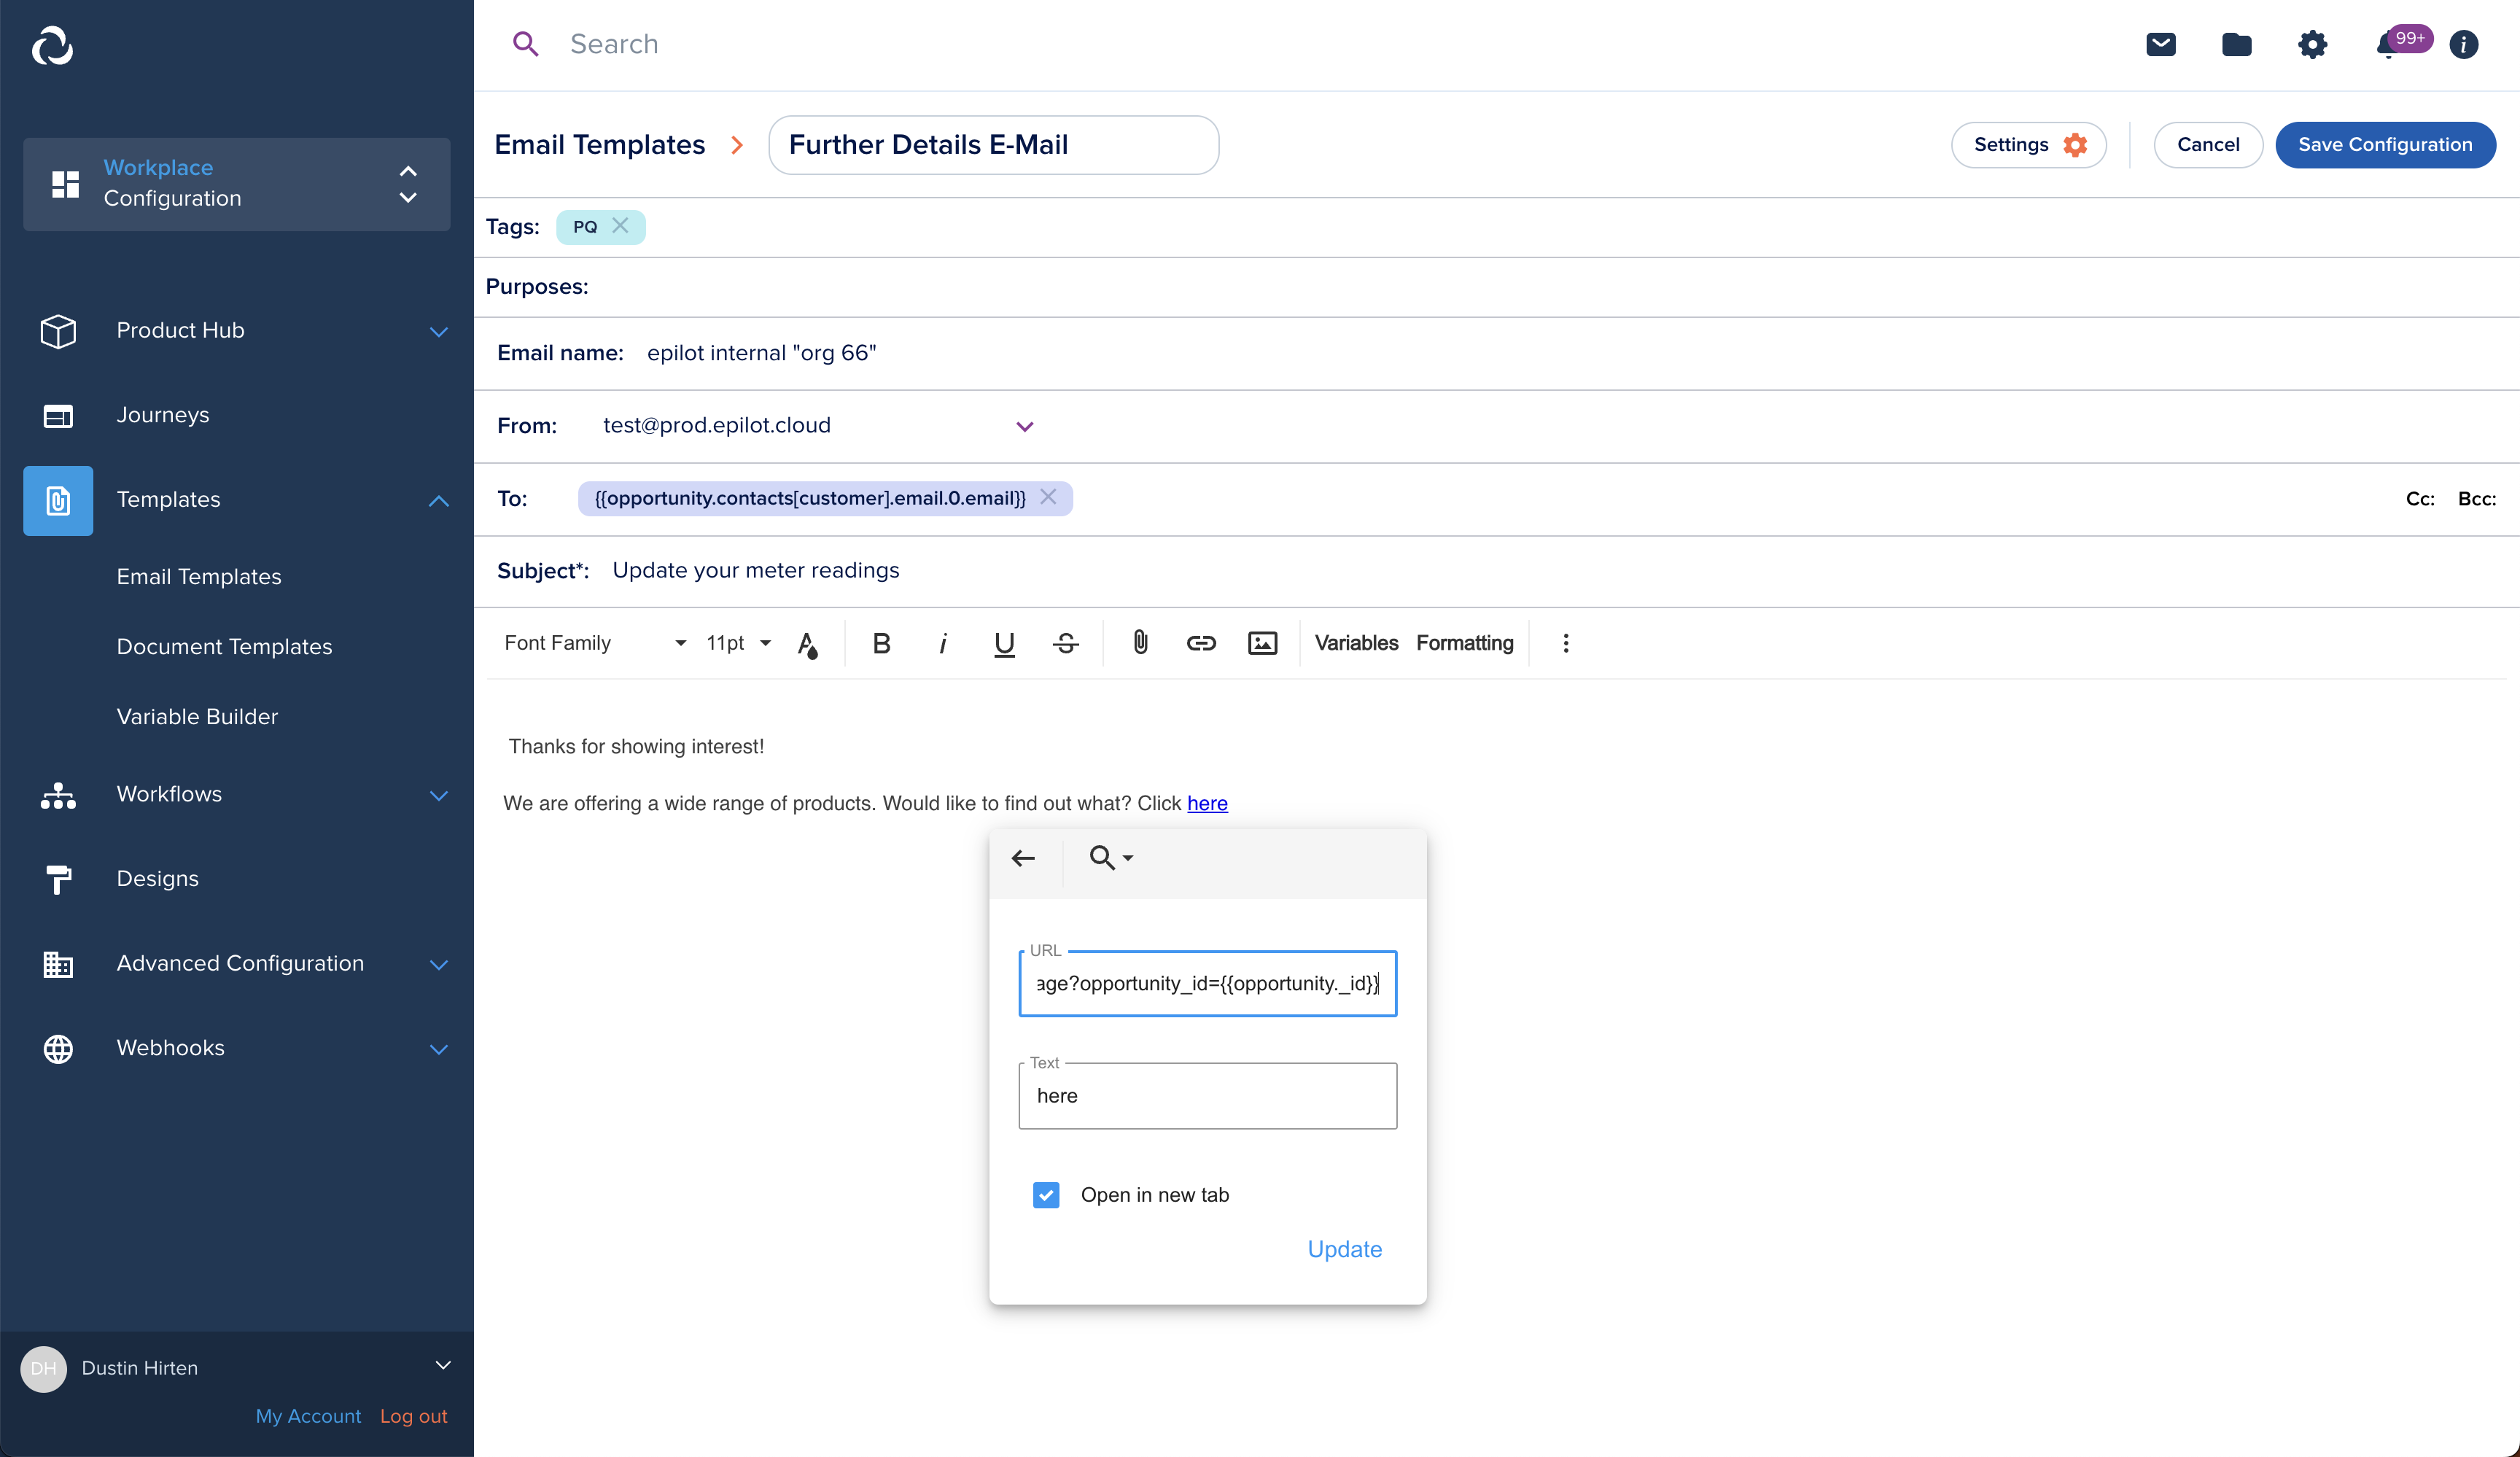 Workplace
Configuration
Product Hub
Journeys
Templates
Email Templates
Document Templates
Variable Builder
Workflows
Designs
Advanced Configuration
Webhooks
DH Dustin Hirten
My Account Log out
Search
99+
i
Email Templates Further Details E-Mail
Settings Cancel Save Configuration
Tags: PQ
Purposes:
Email name: epilot internal "org 66"
From: test@prod.epilot.cloud
To: {{opportunity.contacts[customer].email.0.email}} Cc: Bcc:
Subject*: Update your meter readings
Font Family 11pt A B i U S Variables Formatting
Thanks for showing interest!
We are offering a wide range of products. Would like to find out what? Click here
URL
age?opportunity_id={{opportunity._id}}
Text
here
Open in new tab
Update